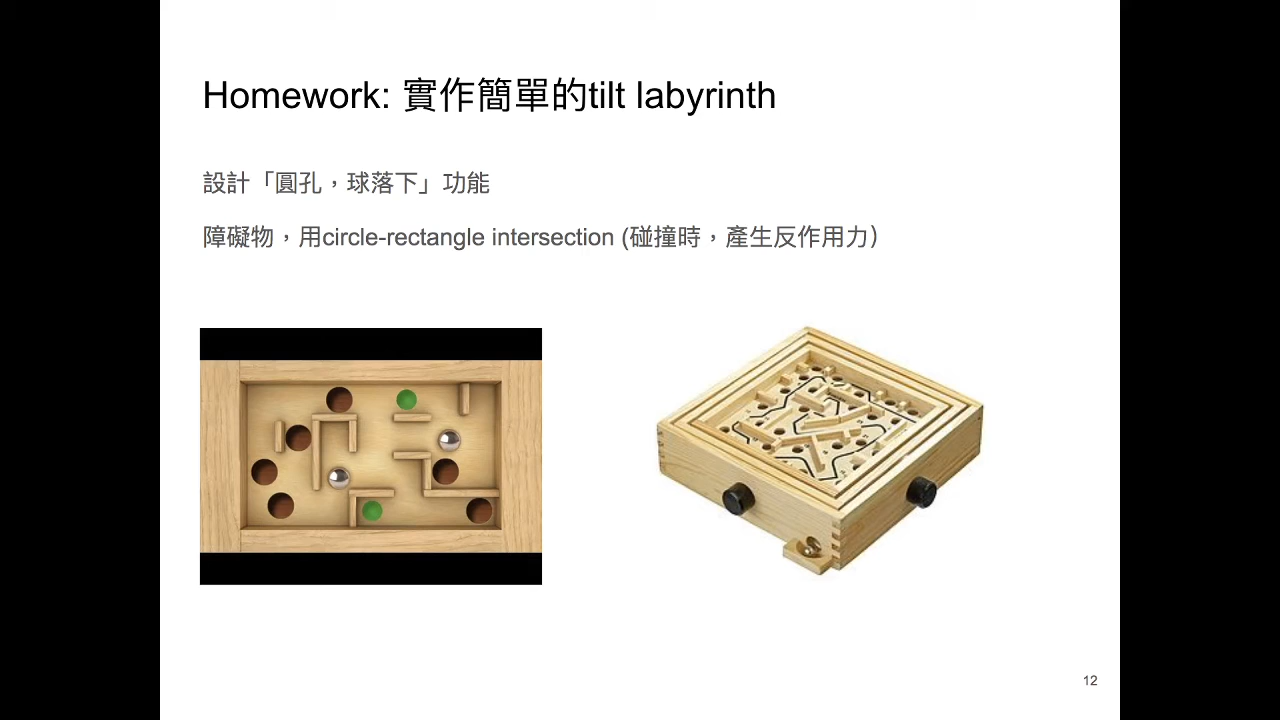 Homework: 實作簡單的tilt labyrinth
設計「圓孔，球落下」功能
障礙物，用circle-rectangle intersection (碰撞時，產生反作用力）
12